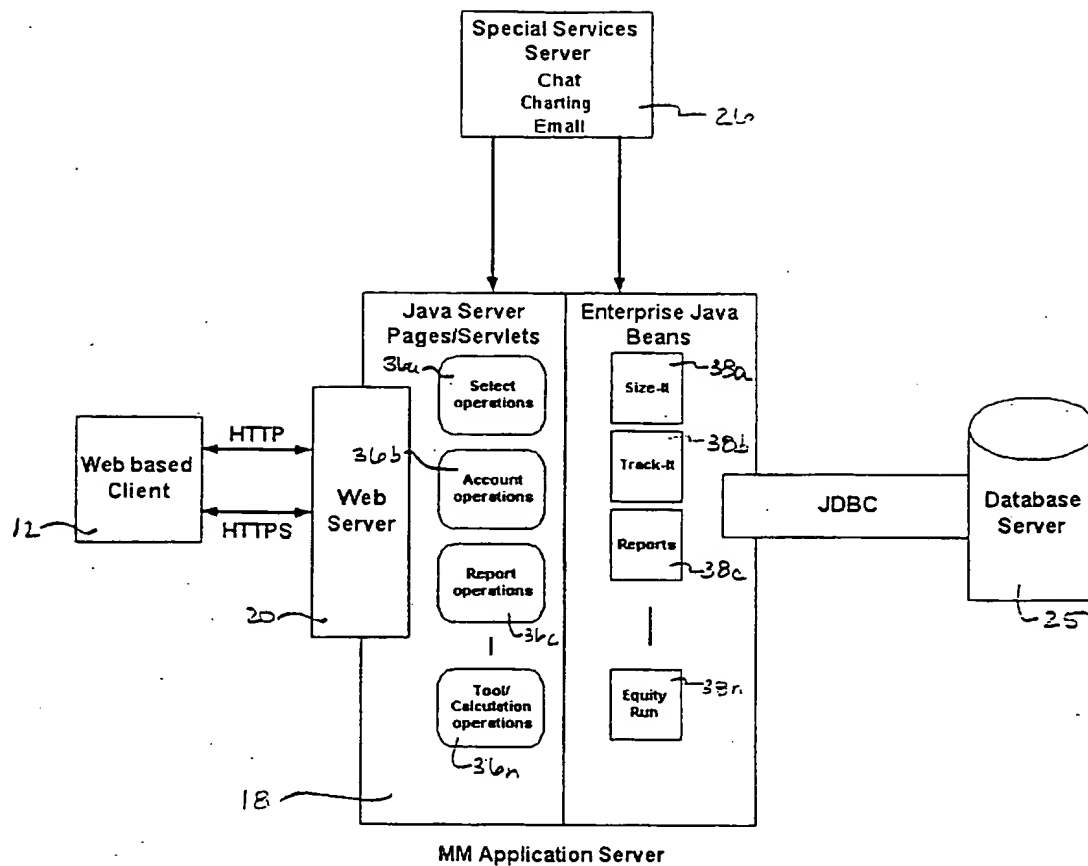 Special Services
Server
Chat
Charting
Email
26
Java Server
Pages/Servlets
Enterprise Java
Beans
36a
Select
operations
38a
Size-It
HTTP
Web based
Client
HTTPS
12
Web
Server
20
36b
Account
operations
38b
Track-It
JDBC
Database
Server
25
Report
operations
36c
Reports
38c
Tool/
Calculation
operations
36n
38n
Equity
Run
18
MM Application Server